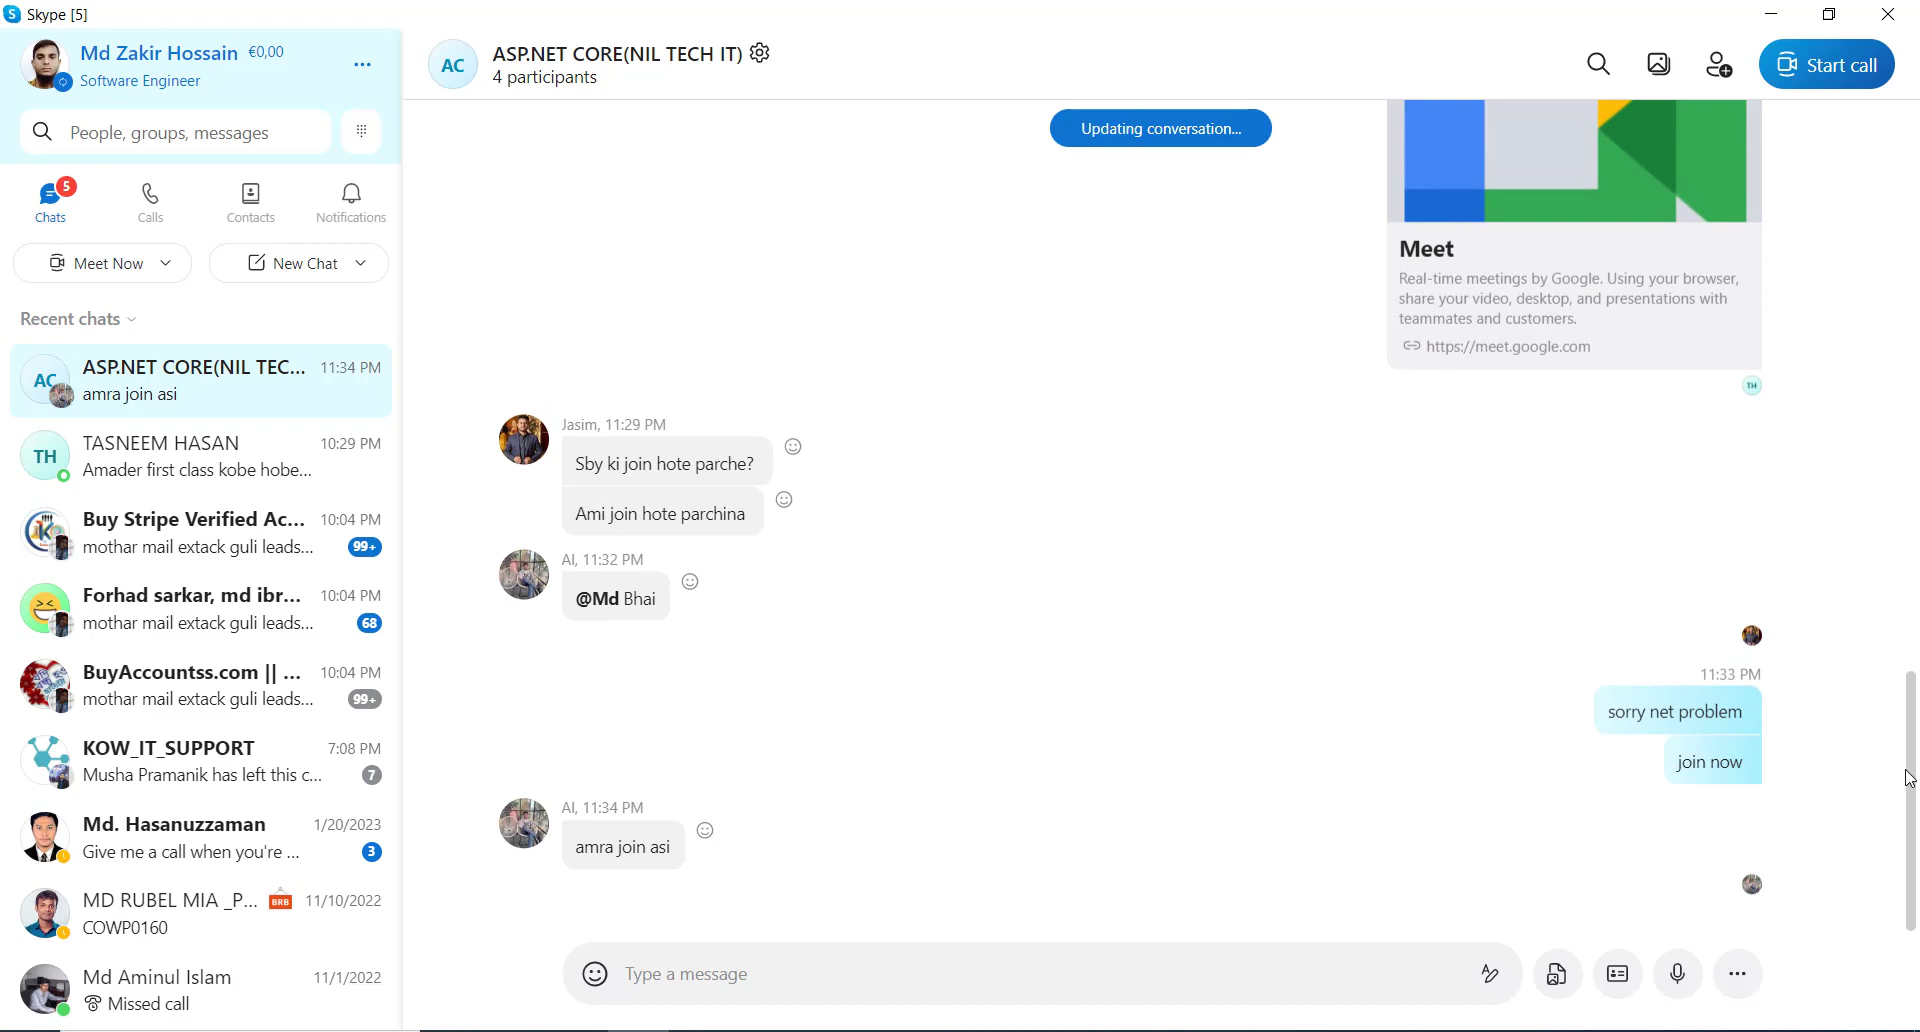 Skype [5]
Md Zakir Hossain €0,00
Software Engineer
People, groups, messages
5
Chats
Calls
Contacts
Notifications
Meet Now
New Chat
Recent chats
AC
ASP.NET CORE(NIL TEC... 11:34 PM
amra join asi
TH
TASNEEM HASAN 10:29 PM
Amader first class kobe hobe...
Buy Stripe Verified Ac... 10:04 PM
mothar mail extack guli leads... 99+
Forhad sarkar, md ibr... 10:04 PM
mothar mail extack guli leads... 68
BuyAccountss.com || ... 10:04 PM
mothar mail extack guli leads... 99+
KOW_IT_SUPPORT 7:08 PM
Musha Pramanik has left this c... 7
Md. Hasanuzzaman 1/20/2023
Give me a call when you're ... 3
MD RUBEL MIA _P... BRB 11/10/2022
COWP0160
Md Aminul Islam 11/1/2022
Missed call
AC
ASP.NET CORE(NIL TECH IT)
4 participants
Start call
Updating conversation...
Meet
Real-time meetings by Google. Using your browser,
share your video, desktop, and presentations with
teammates and customers.
https://meet.google.com
TH
Jasim, 11:29 PM
Sby ki join hote parche?
Ami join hote parchina
Al, 11:32 PM
@Md Bhai
11:33 PM
sorry net problem
join now
Al, 11:34 PM
amra join asi
Type a message